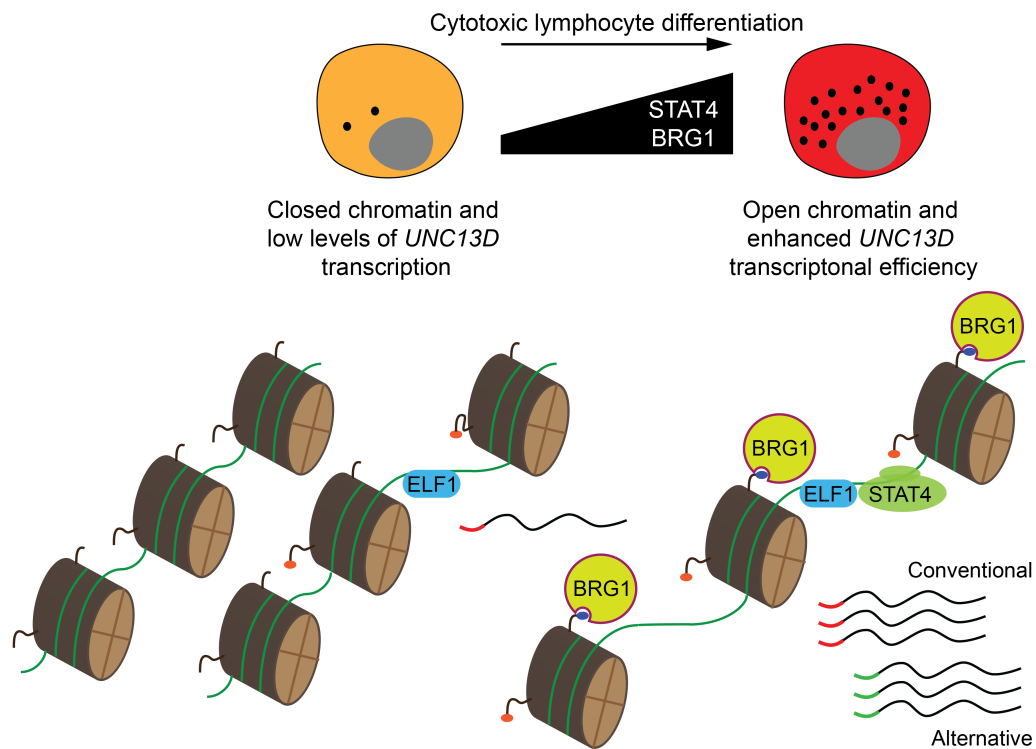 Cytotoxic lymphocyte differentiation
STAT4
BRG1
Closed chromatin and
low levels of UNC13D
transcription
Open chromatin and
enhanced UNC13D
transcriptonal efficiency
BRG1
BRG1
ELF1
ELF1
STAT4
BRG1
Conventional
Alternative